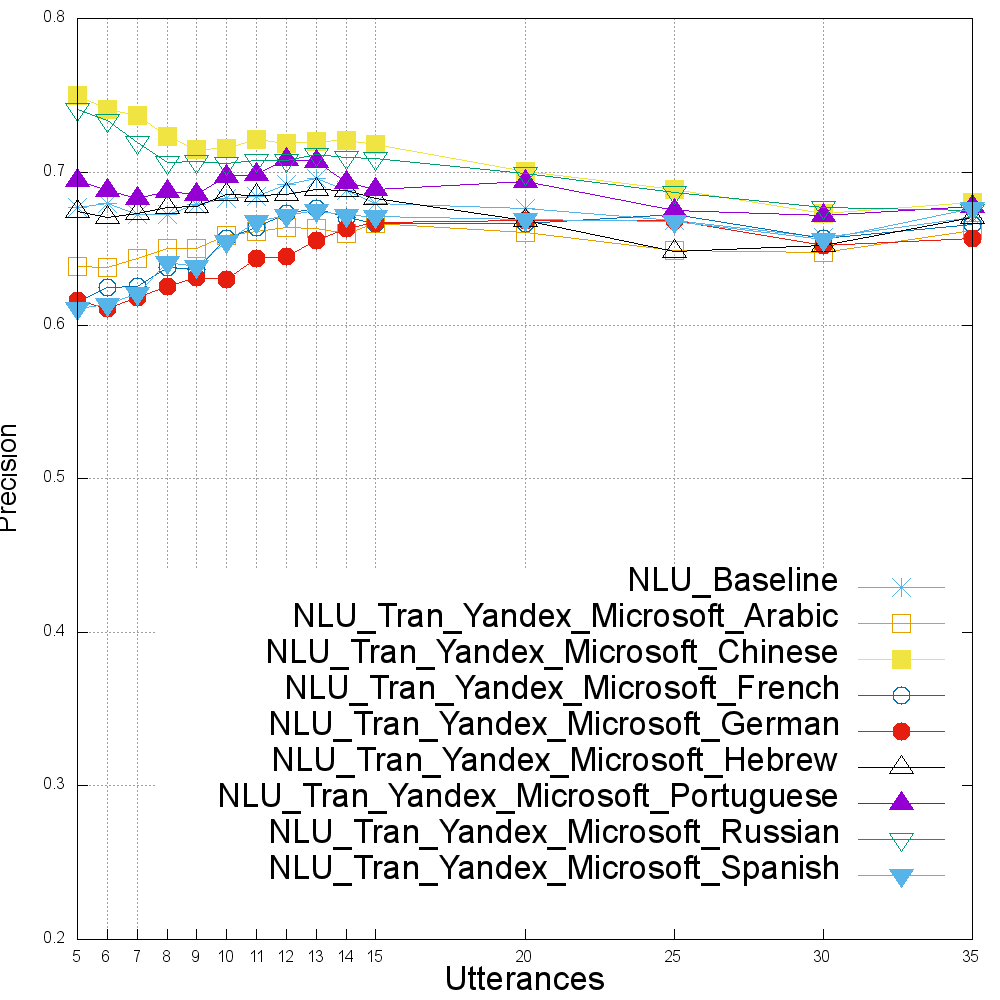 0.8
0.7
0.6
0.5
0.4
0.3
0.2
Precision
NLU_Baseline
NLU_Tran_Yandex_Microsoft_Arabic
NLU_Tran_Yandex_Microsoft_Chinese
NLU_Tran_Yandex_Microsoft_French
NLU_Tran_Yandex_Microsoft_German
NLU_Tran_Yandex_Microsoft_Hebrew
NLU_Tran_Yandex_Microsoft_Portuguese
NLU_Tran_Yandex_Microsoft_Russian
NLU_Tran_Yandex_Microsoft_Spanish
5 6 7 8 9 10 11 12 13 14 15 20 25 30 35
Utterances